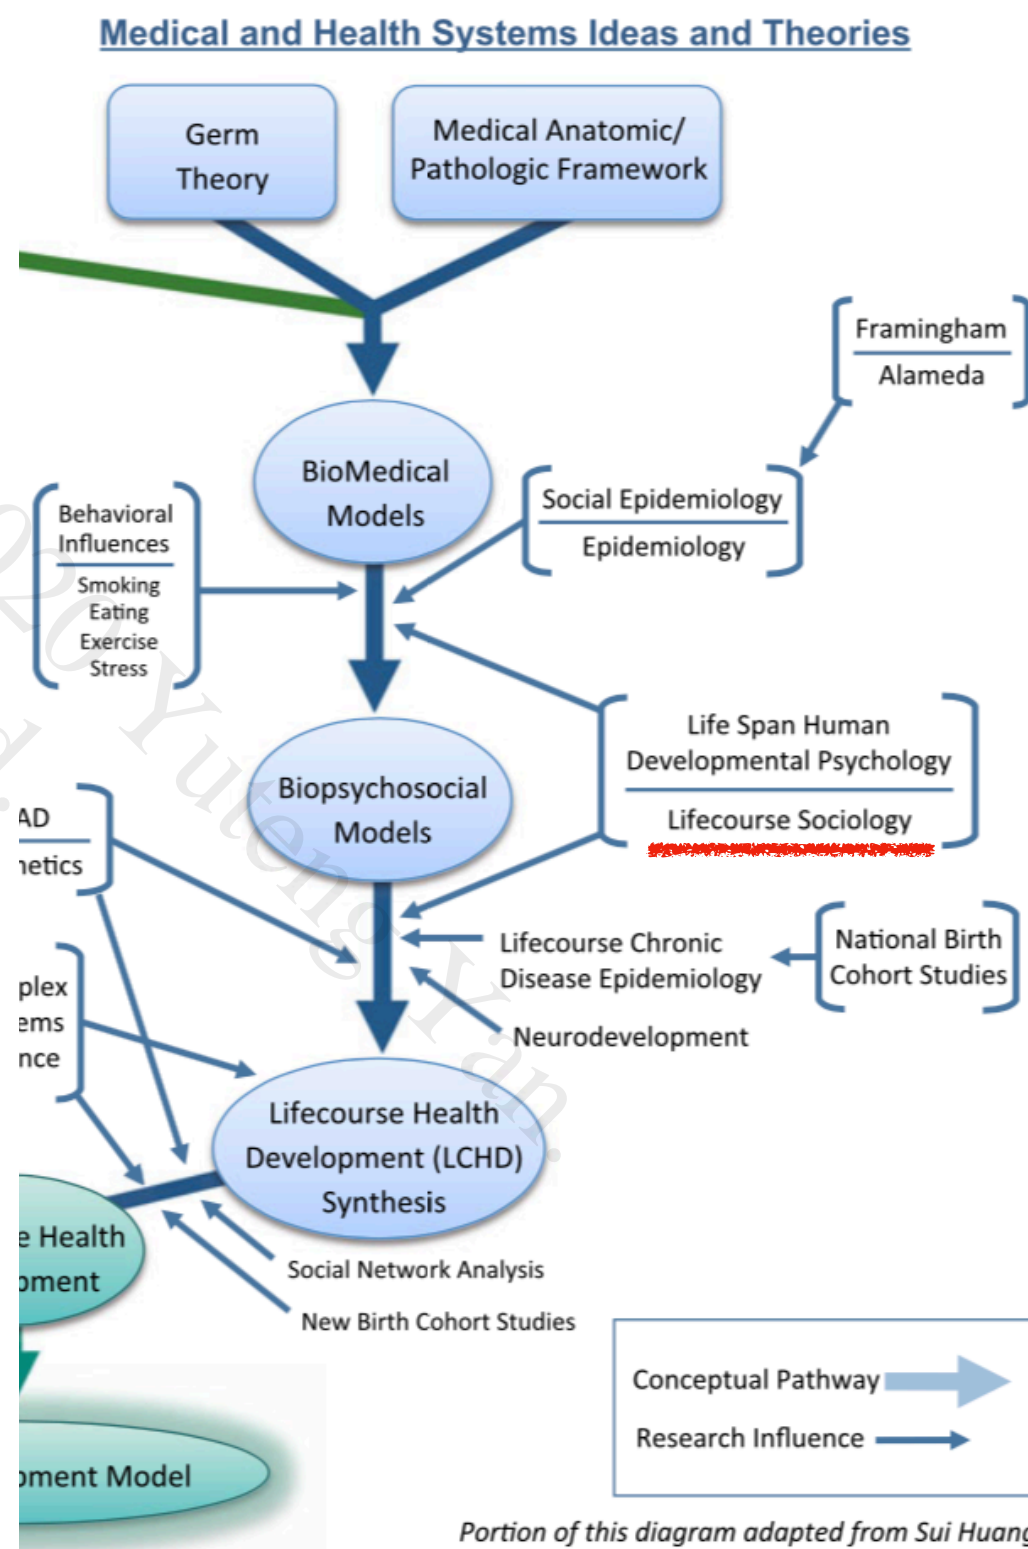 Medical and Health Systems Ideas and Theories
Germ
Theory
Medical Anatomic/
Pathologic Framework
Framingham
Alameda
BioMedical
Models
Social Epidemiology
Epidemiology
Behavioral
Influences
Smoking
Eating
Exercise
Stress
Life Span Human
Developmental Psychology
Lifecourse Sociology
Biopsychosocial
Models
AD
netics
Lifecourse Chronic
Disease Epidemiology
National Birth
Cohort Studies
Neurodevelopment
plex
ems
nce
Lifecourse Health
Development (LCHD)
Synthesis
e Health
pment
Social Network Analysis
New Birth Cohort Studies
Conceptual Pathway
Research Influence
pment Model
Portion of this diagram adapted from Sui Huang
020 Yuteng Yan.
d.